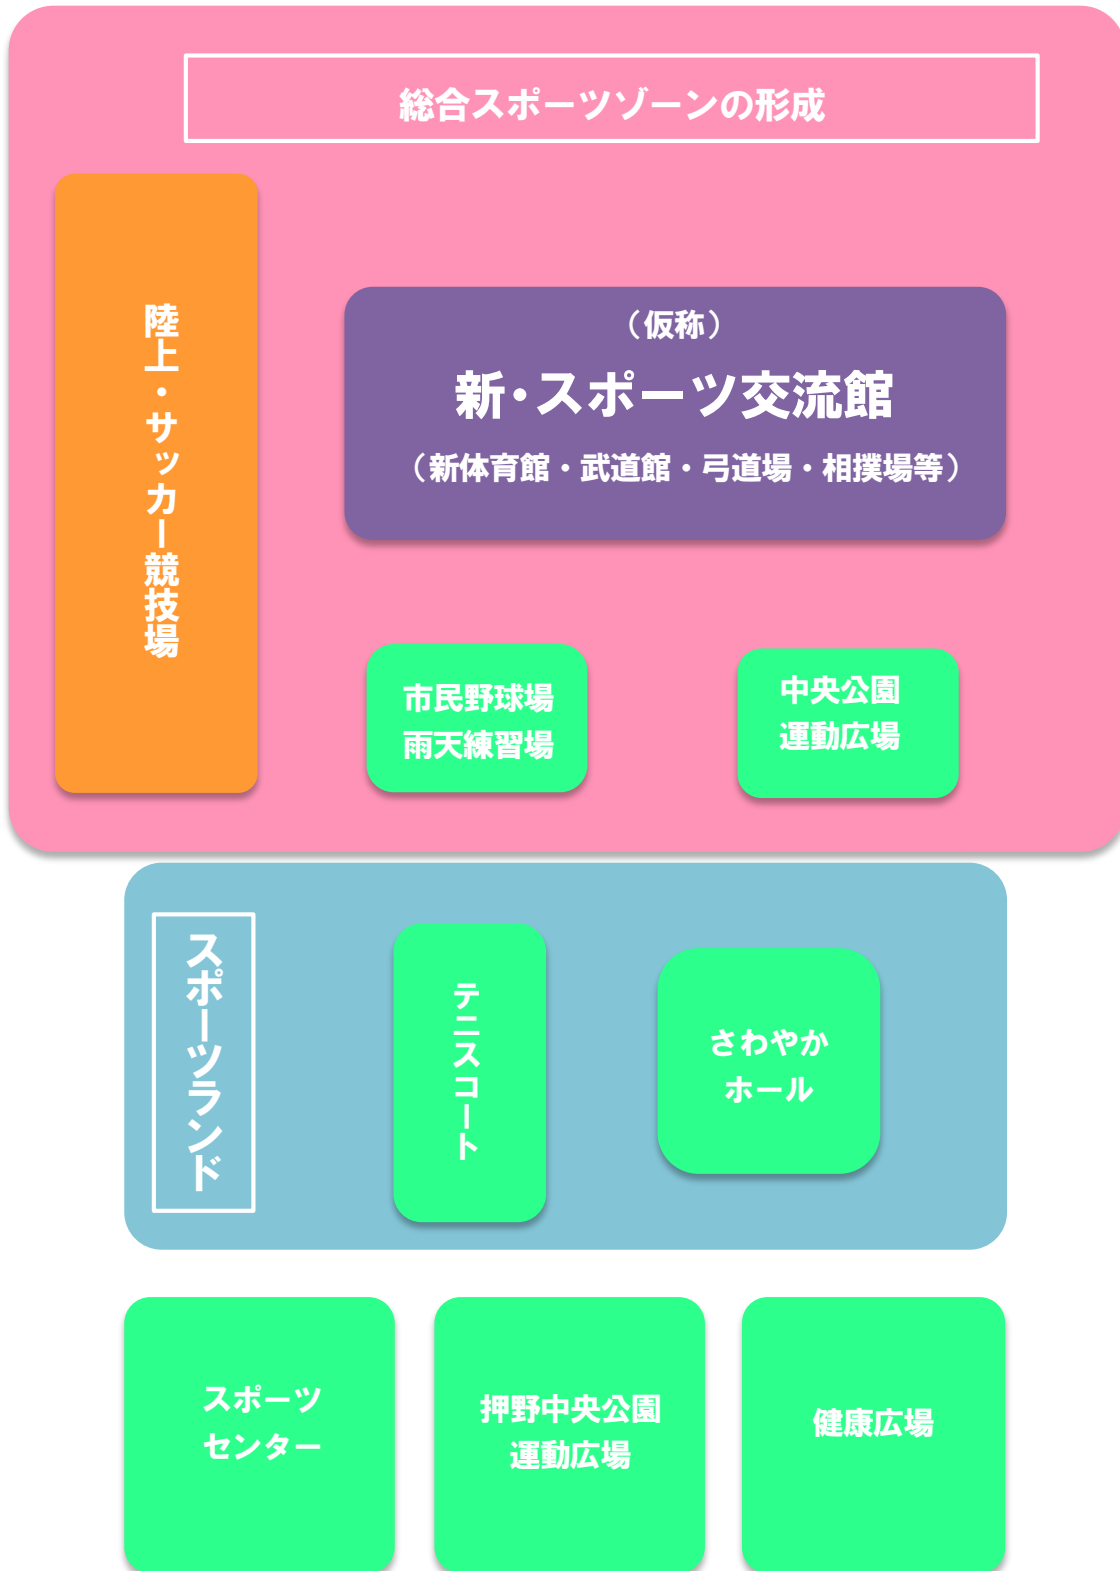 総合スポーツゾーンの形成
陸上・サッカー競技場
（仮称）
新・スポーツ交流館
（新体育館・武道館・弓道場・相撲場等）
市民野球場
雨天練習場
中央公園
運動広場
スポーツランド
テニスコート
さわやか
ホール
スポーツ
センター
押野中央公園
運動広場
健康広場